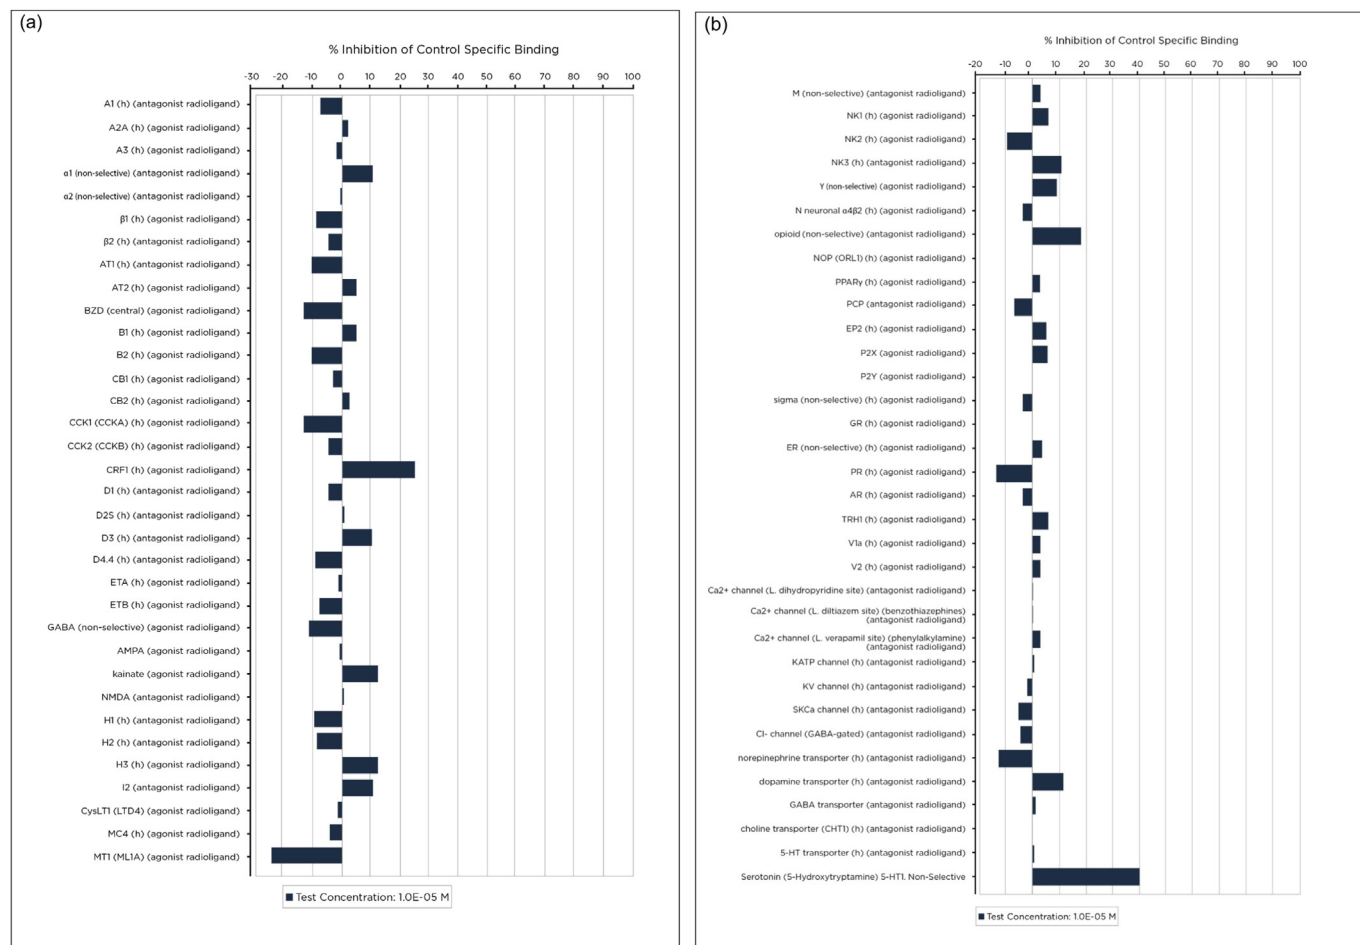 (a)
% Inhibition of Control Specific Binding
-30 -20 -10 0 10 20 30 40 50 60 70 80 90 100
A1 (h) (antagonist radioligand)
A2A (h) (agonist radioligand)
A3 (h) (agonist radioligand)
α1 (non-selective) (antagonist radioligand)
α2 (non-selective) (antagonist radioligand)
β1 (h) (agonist radioligand)
β2 (h) (antagonist radioligand)
AT1 (h) (antagonist radioligand)
AT2 (h) (agonist radioligand)
BZD (central) (agonist radioligand)
B1 (h) (agonist radioligand)
B2 (h) (agonist radioligand)
CB1 (h) (agonist radioligand)
CB2 (h) (agonist radioligand)
CCK1 (CCKA) (h) (agonist radioligand)
CCK2 (CCKB) (h) (agonist radioligand)
CRF1 (h) (agonist radioligand)
D1 (h) (antagonist radioligand)
D2S (h) (antagonist radioligand)
D3 (h) (antagonist radioligand)
D4.4 (h) (antagonist radioligand)
ETA (h) (agonist radioligand)
ETB (h) (agonist radioligand)
GABA (non-selective) (agonist radioligand)
AMPA (agonist radioligand)
kainate (agonist radioligand)
NMDA (antagonist radioligand)
H1 (h) (antagonist radioligand)
H2 (h) (antagonist radioligand)
H3 (h) (agonist radioligand)
I2 (antagonist radioligand)
CysLT1 (LTD4) (agonist radioligand)
MC4 (h) (agonist radioligand)
MT1 (ML1A) (agonist radioligand)
Test Concentration: 1.0E-05 M
(b)
% Inhibition of Control Specific Binding
-20 -10 0 10 20 30 40 50 60 70 80 90 100
M (non-selective) (antagonist radioligand)
NK1 (h) (agonist radioligand)
NK2 (h) (agonist radioligand)
NK3 (h) (antagonist radioligand)
Y (non-selective) (agonist radioligand)
N neuronal α4β2 (h) (agonist radioligand)
opioid (non-selective) (antagonist radioligand)
NOP (ORL1) (h) (agonist radioligand)
PPARγ (h) (agonist radioligand)
PCP (antagonist radioligand)
EP2 (h) (agonist radioligand)
P2X (agonist radioligand)
P2Y (agonist radioligand)
sigma (non-selective) (h) (agonist radioligand)
GR (h) (agonist radioligand)
ER (non-selective) (h) (agonist radioligand)
PR (h) (agonist radioligand)
AR (h) (agonist radioligand)
TRH1 (h) (agonist radioligand)
V1a (h) (agonist radioligand)
V2 (h) (agonist radioligand)
Ca2+ channel (L. dihydropyridine site) (antagonist radioligand)
Ca2+ channel (L. diltiazem site) (benzothiazephines)
(antagonist radioligand)
Ca2+ channel (L. verapamil site) (phenylalkylamine)
(antagonist radioligand)
KATP channel (h) (antagonist radioligand)
KV channel (h) (antagonist radioligand)
SKCa channel (h) (antagonist radioligand)
Cl- channel (GABA-gated) (antagonist radioligand)
norepinephrine transporter (h) (antagonist radioligand)
dopamine transporter (h) (antagonist radioligand)
GABA transporter (antagonist radioligand)
choline transporter (CHT1) (h) (antagonist radioligand)
5-HT transporter (h) (antagonist radioligand)
Serotonin (5-Hydroxytryptamine) 5-HT1. Non-Selective
Test Concentration: 1.0E-05 M